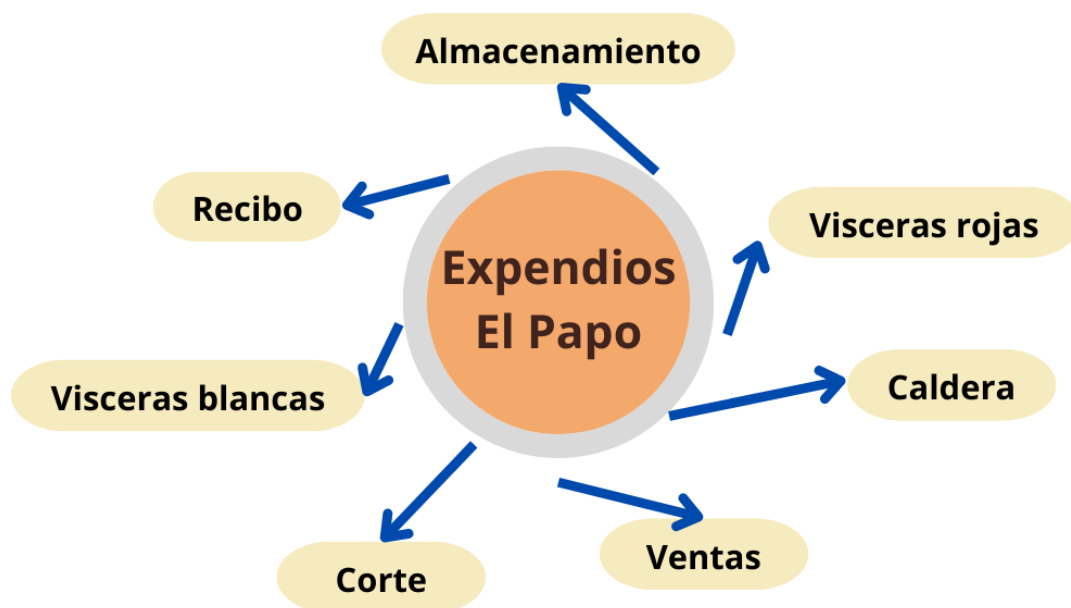 Almacenamiento
Recibo
Visceras rojas
Expendios
El Papo
Visceras blancas
Caldera
Corte
Ventas